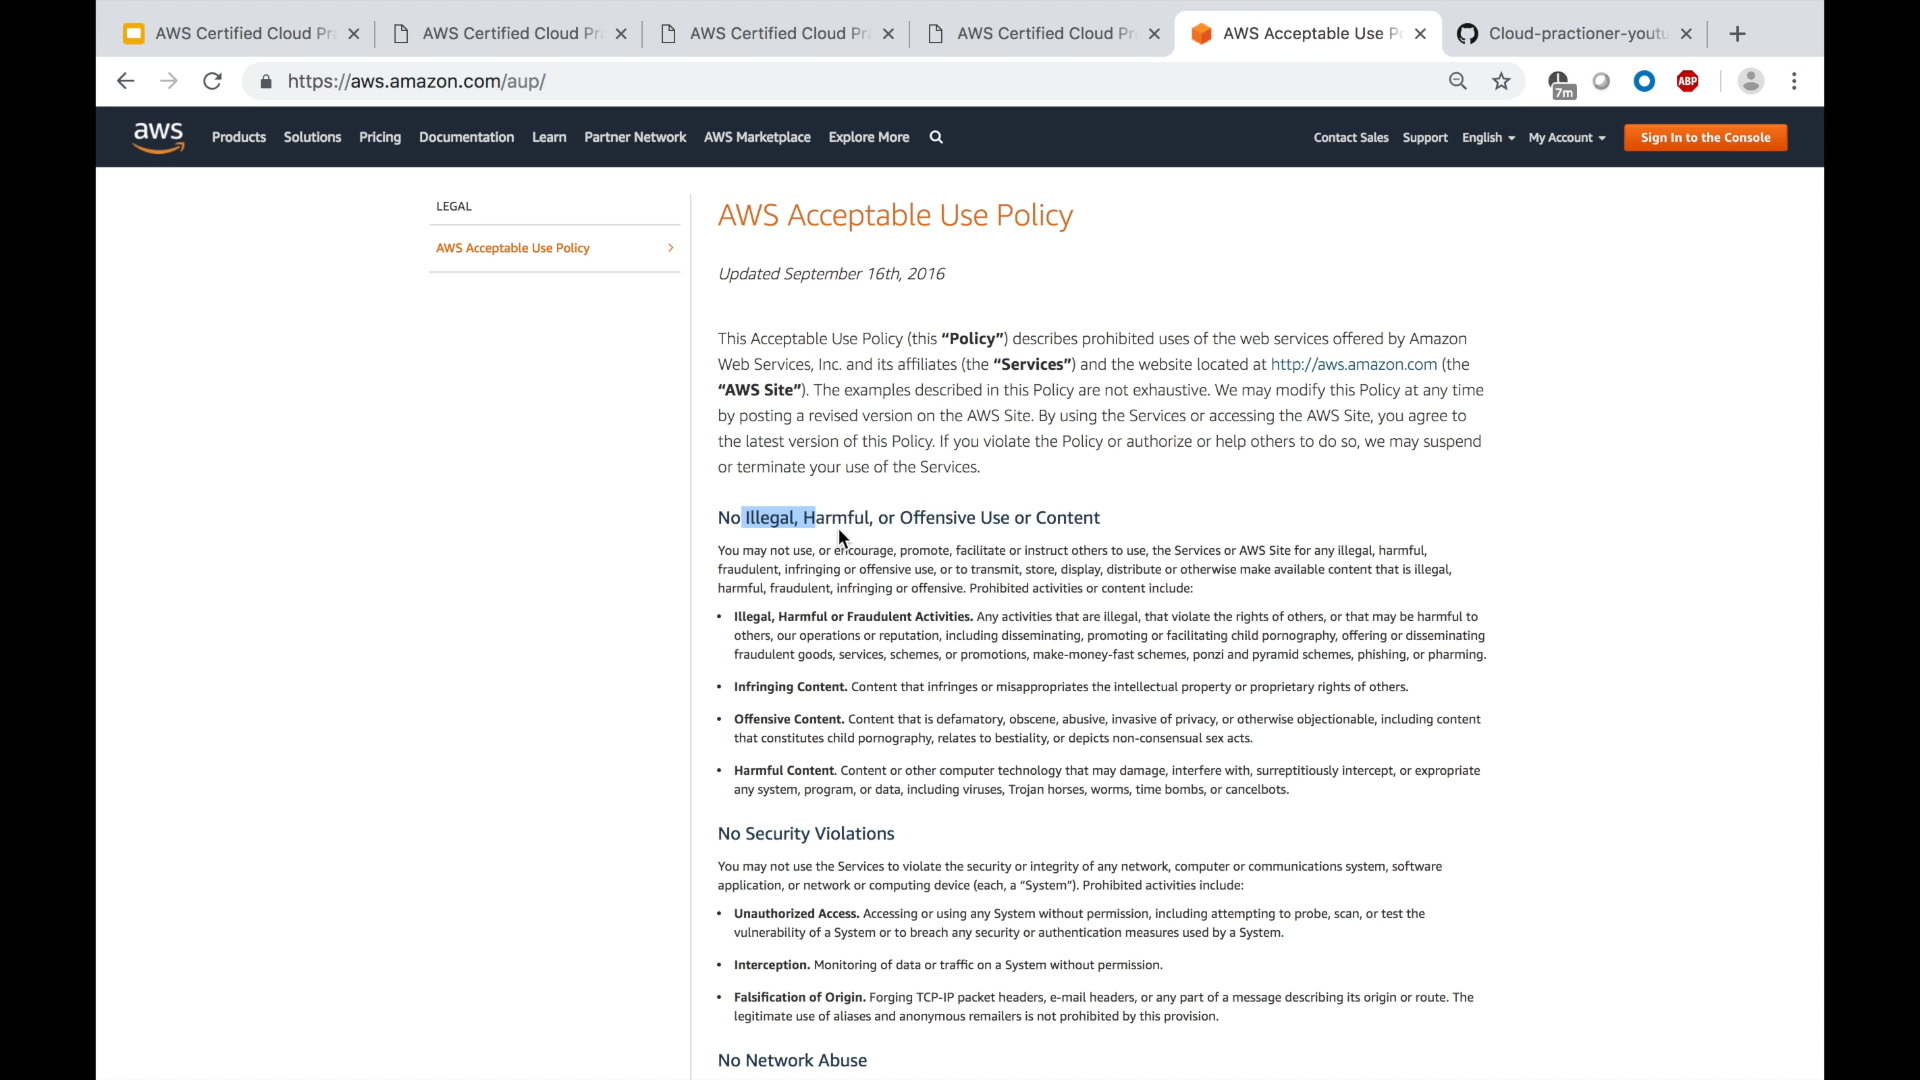 AWS Certified Cloud Pr
AWS Certified Cloud Pr
AWS Certified Cloud Pr
AWS Certified Cloud Pr
AWS Acceptable Use P
Cloud-practioner-youtu
https://aws.amazon.com/aup/
7m
ABP
aws
Products
Solutions
Pricing
Documentation
Learn
Partner Network
AWS Marketplace
Explore More
Contact Sales
Support
English
My Account
Sign In to the Console
LEGAL
AWS Acceptable Use Policy
AWS Acceptable Use Policy
Updated September 16th, 2016
This Acceptable Use Policy (this “Policy”) describes prohibited uses of the web services offered by Amazon
Web Services, Inc. and its affiliates (the “Services”) and the website located at http://aws.amazon.com (the
“AWS Site”). The examples described in this Policy are not exhaustive. We may modify this Policy at any time
by posting a revised version on the AWS Site. By using the Services or accessing the AWS Site, you agree to
the latest version of this Policy. If you violate the Policy or authorize or help others to do so, we may suspend
or terminate your use of the Services.
No Illegal, Harmful, or Offensive Use or Content
You may not use, or encourage, promote, facilitate or instruct others to use, the Services or AWS Site for any illegal, harmful,
fraudulent, infringing or offensive use, or to transmit, store, display, distribute or otherwise make available content that is illegal,
harmful, fraudulent, infringing or offensive. Prohibited activities or content include:
• Illegal, Harmful or Fraudulent Activities. Any activities that are illegal, that violate the rights of others, or that may be harmful to
others, our operations or reputation, including disseminating, promoting or facilitating child pornography, offering or disseminating
fraudulent goods, services, schemes, or promotions, make-money-fast schemes, ponzi and pyramid schemes, phishing, or pharming.
• Infringing Content. Content that infringes or misappropriates the intellectual property or proprietary rights of others.
• Offensive Content. Content that is defamatory, obscene, abusive, invasive of privacy, or otherwise objectionable, including content
that constitutes child pornography, relates to bestiality, or depicts non-consensual sex acts.
• Harmful Content. Content or other computer technology that may damage, interfere with, surreptitiously intercept, or expropriate
any system, program, or data, including viruses, Trojan horses, worms, time bombs, or cancelbots.
No Security Violations
You may not use the Services to violate the security or integrity of any network, computer or communications system, software
application, or network or computing device (each, a “System”). Prohibited activities include:
• Unauthorized Access. Accessing or using any System without permission, including attempting to probe, scan, or test the
vulnerability of a System or to breach any security or authentication measures used by a System.
• Interception. Monitoring of data or traffic on a System without permission.
• Falsification of Origin. Forging TCP-IP packet headers, e-mail headers, or any part of a message describing its origin or route. The
legitimate use of aliases and anonymous remailers is not prohibited by this provision.
No Network Abuse